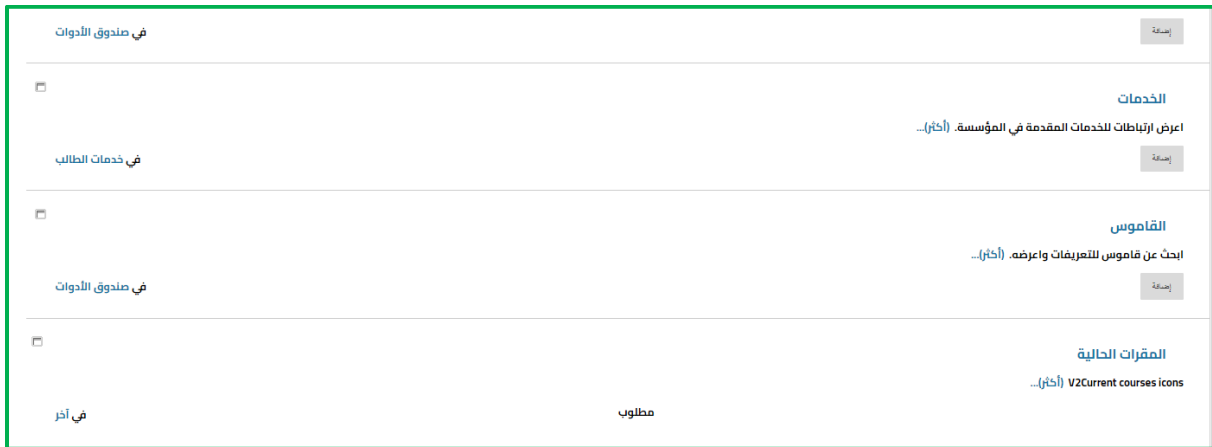 إضافة
في صندوق الأدوات
الخدمات
اعرض ارتباطات للخدمات المقدمة في المؤسسة. (أكثر)...
إضافة
في خدمات الطالب
القاموس
ابحث عن قاموس للتعريفات واعرضه. (أكثر)...
إضافة
في صندوق الأدوات
المقررات الحالية
V2Current courses icons (أكثر)...
مطلوب
في آخر